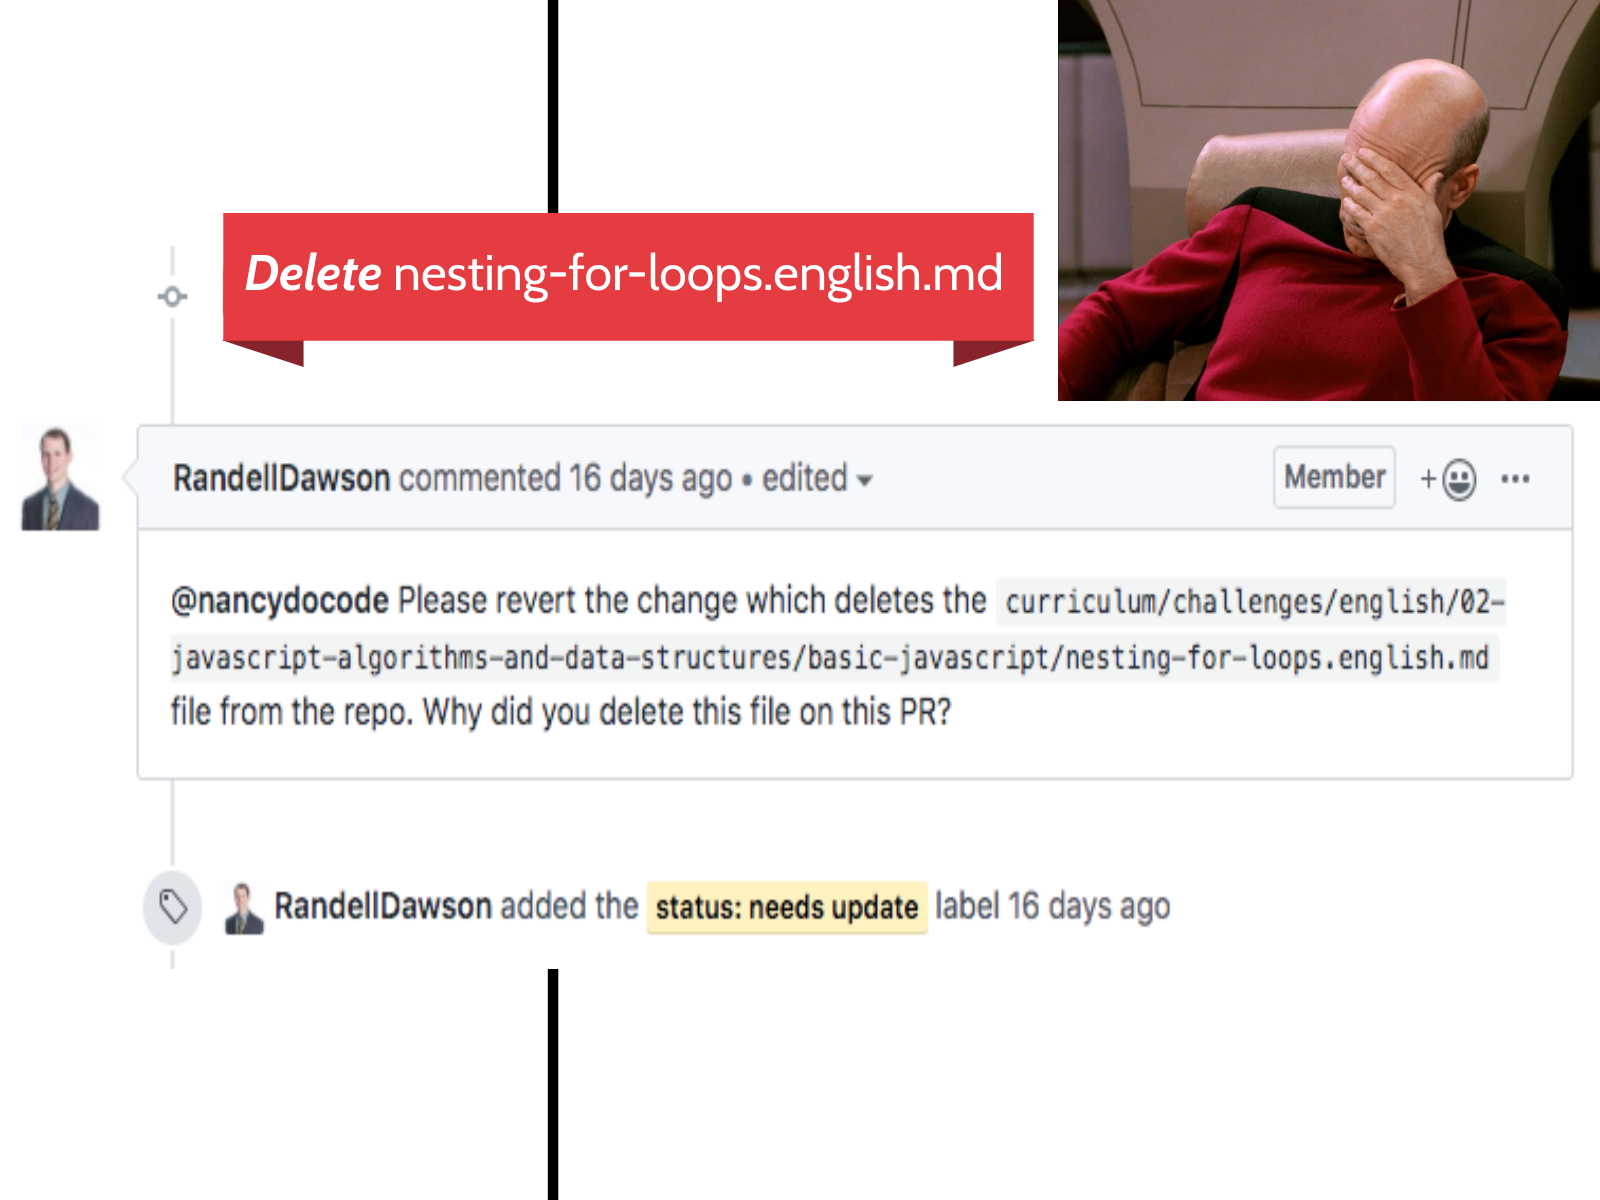 Delete nesting-for-loops.english.md
RandellDawson commented 16 days ago • edited
Member
@nancydocode Please revert the change which deletes the curriculum/challenges/english/02-
javascript-algorithms-and-data-structures/basic-javascript/nesting-for-loops.english.md
file from the repo. Why did you delete this file on this PR?
RandellDawson added the status: needs update label 16 days ago